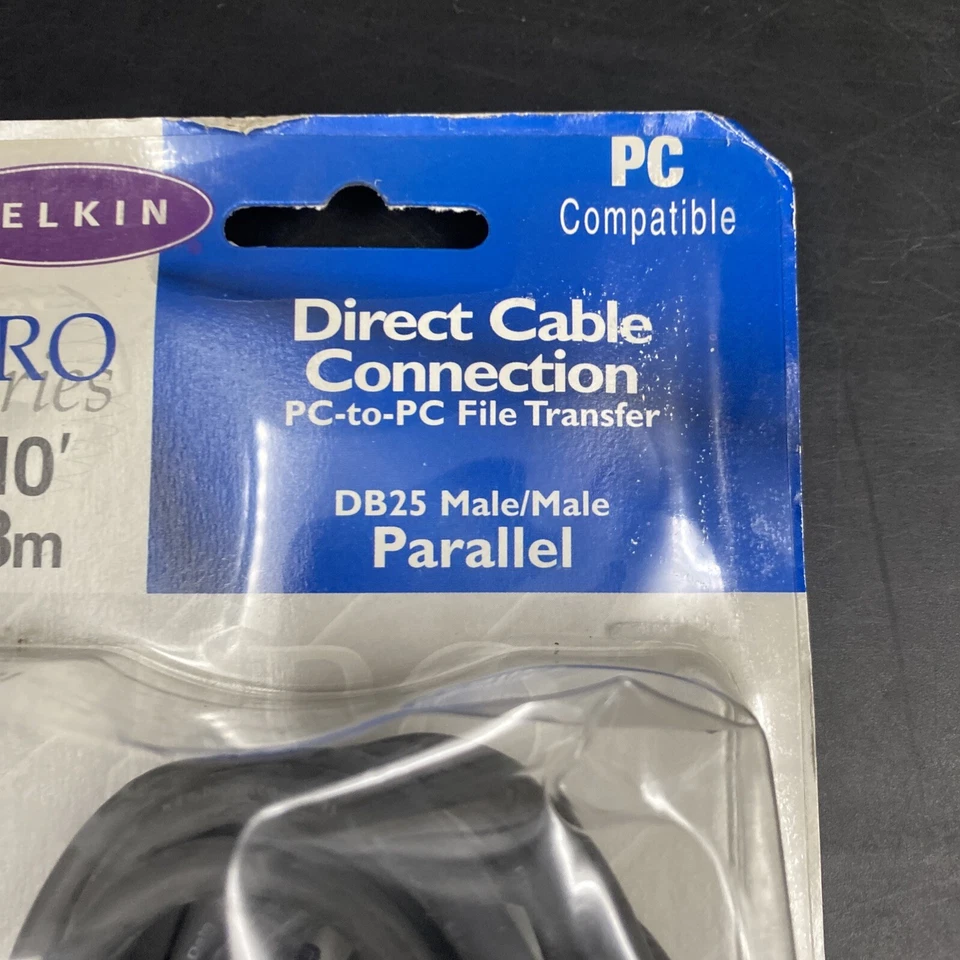 ELKIN
PC
Compatible
RO
ries
Direct Cable
Connection
PC-to-PC File Transfer
10'
3m
DB25 Male/Male
Parallel